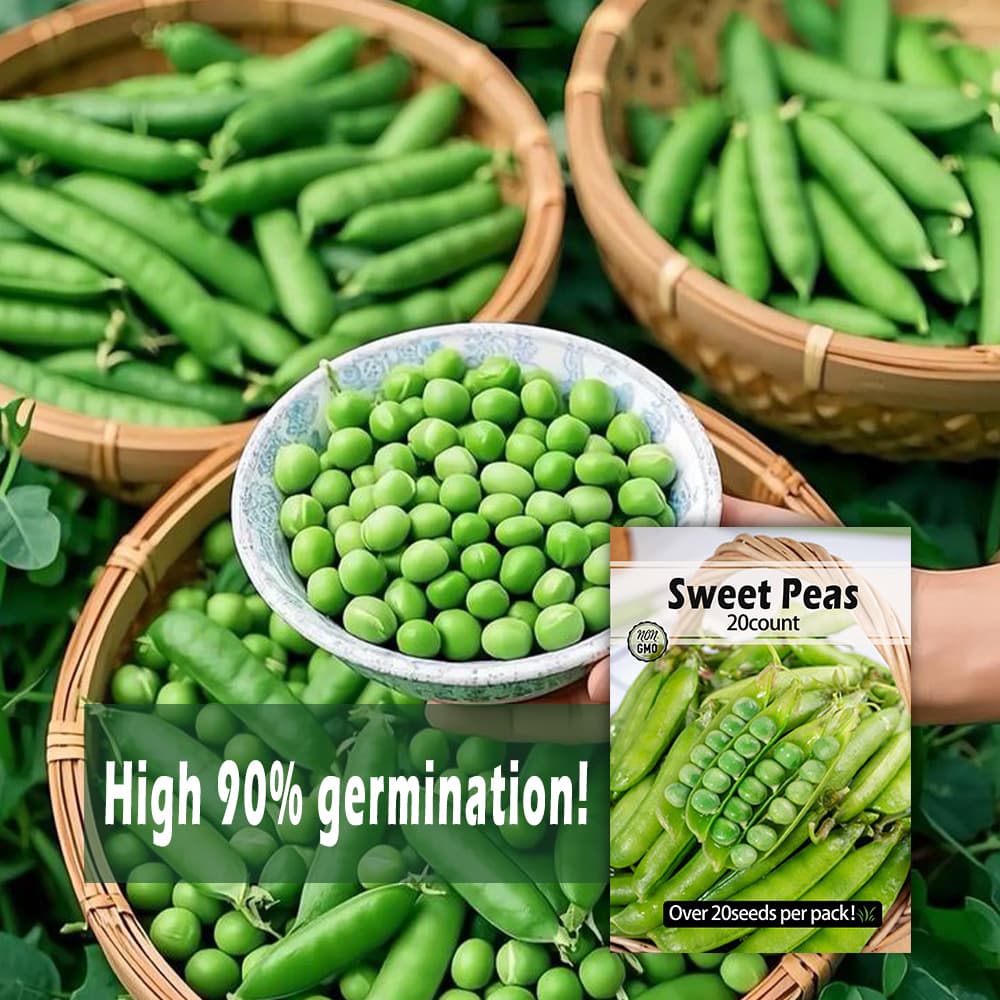 Sweet Peas
20count
NON
GMO
High 90% germination!
Over 20seeds per pack!